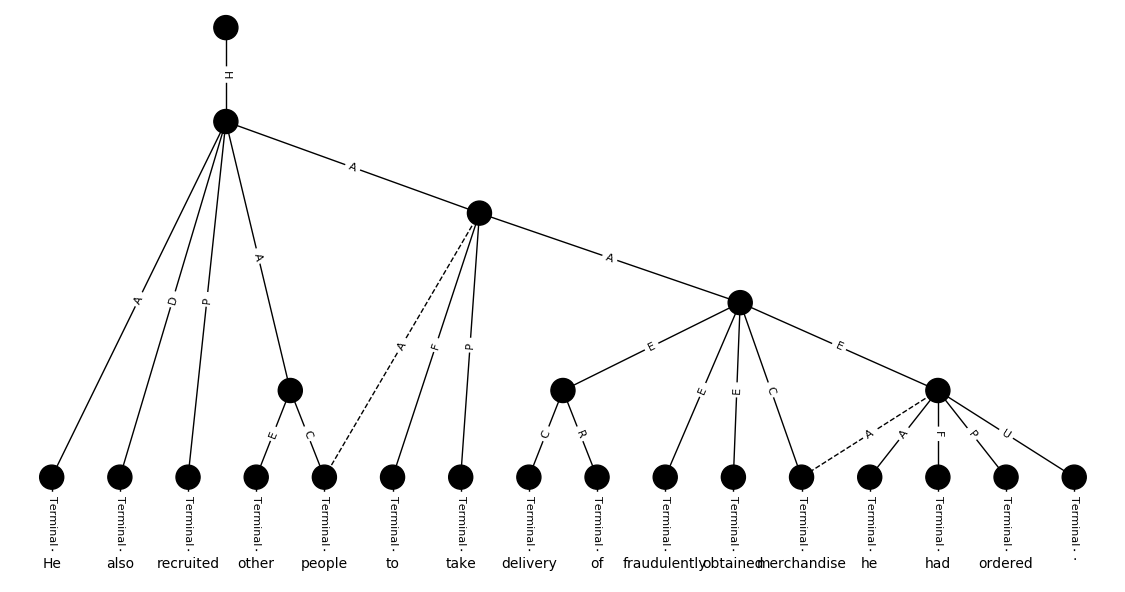 H
A
A
A
D
P
A
A
F
P
E
E
E
E
C
E
C
C
R
A
A
F
P
U
Terminal Terminal Terminal Terminal Terminal Terminal Terminal Terminal Terminal Terminal Terminal Terminal Terminal Terminal Terminal Terminal
He also recruited other people to take delivery of fraudulently obtained merchandise he had ordered .